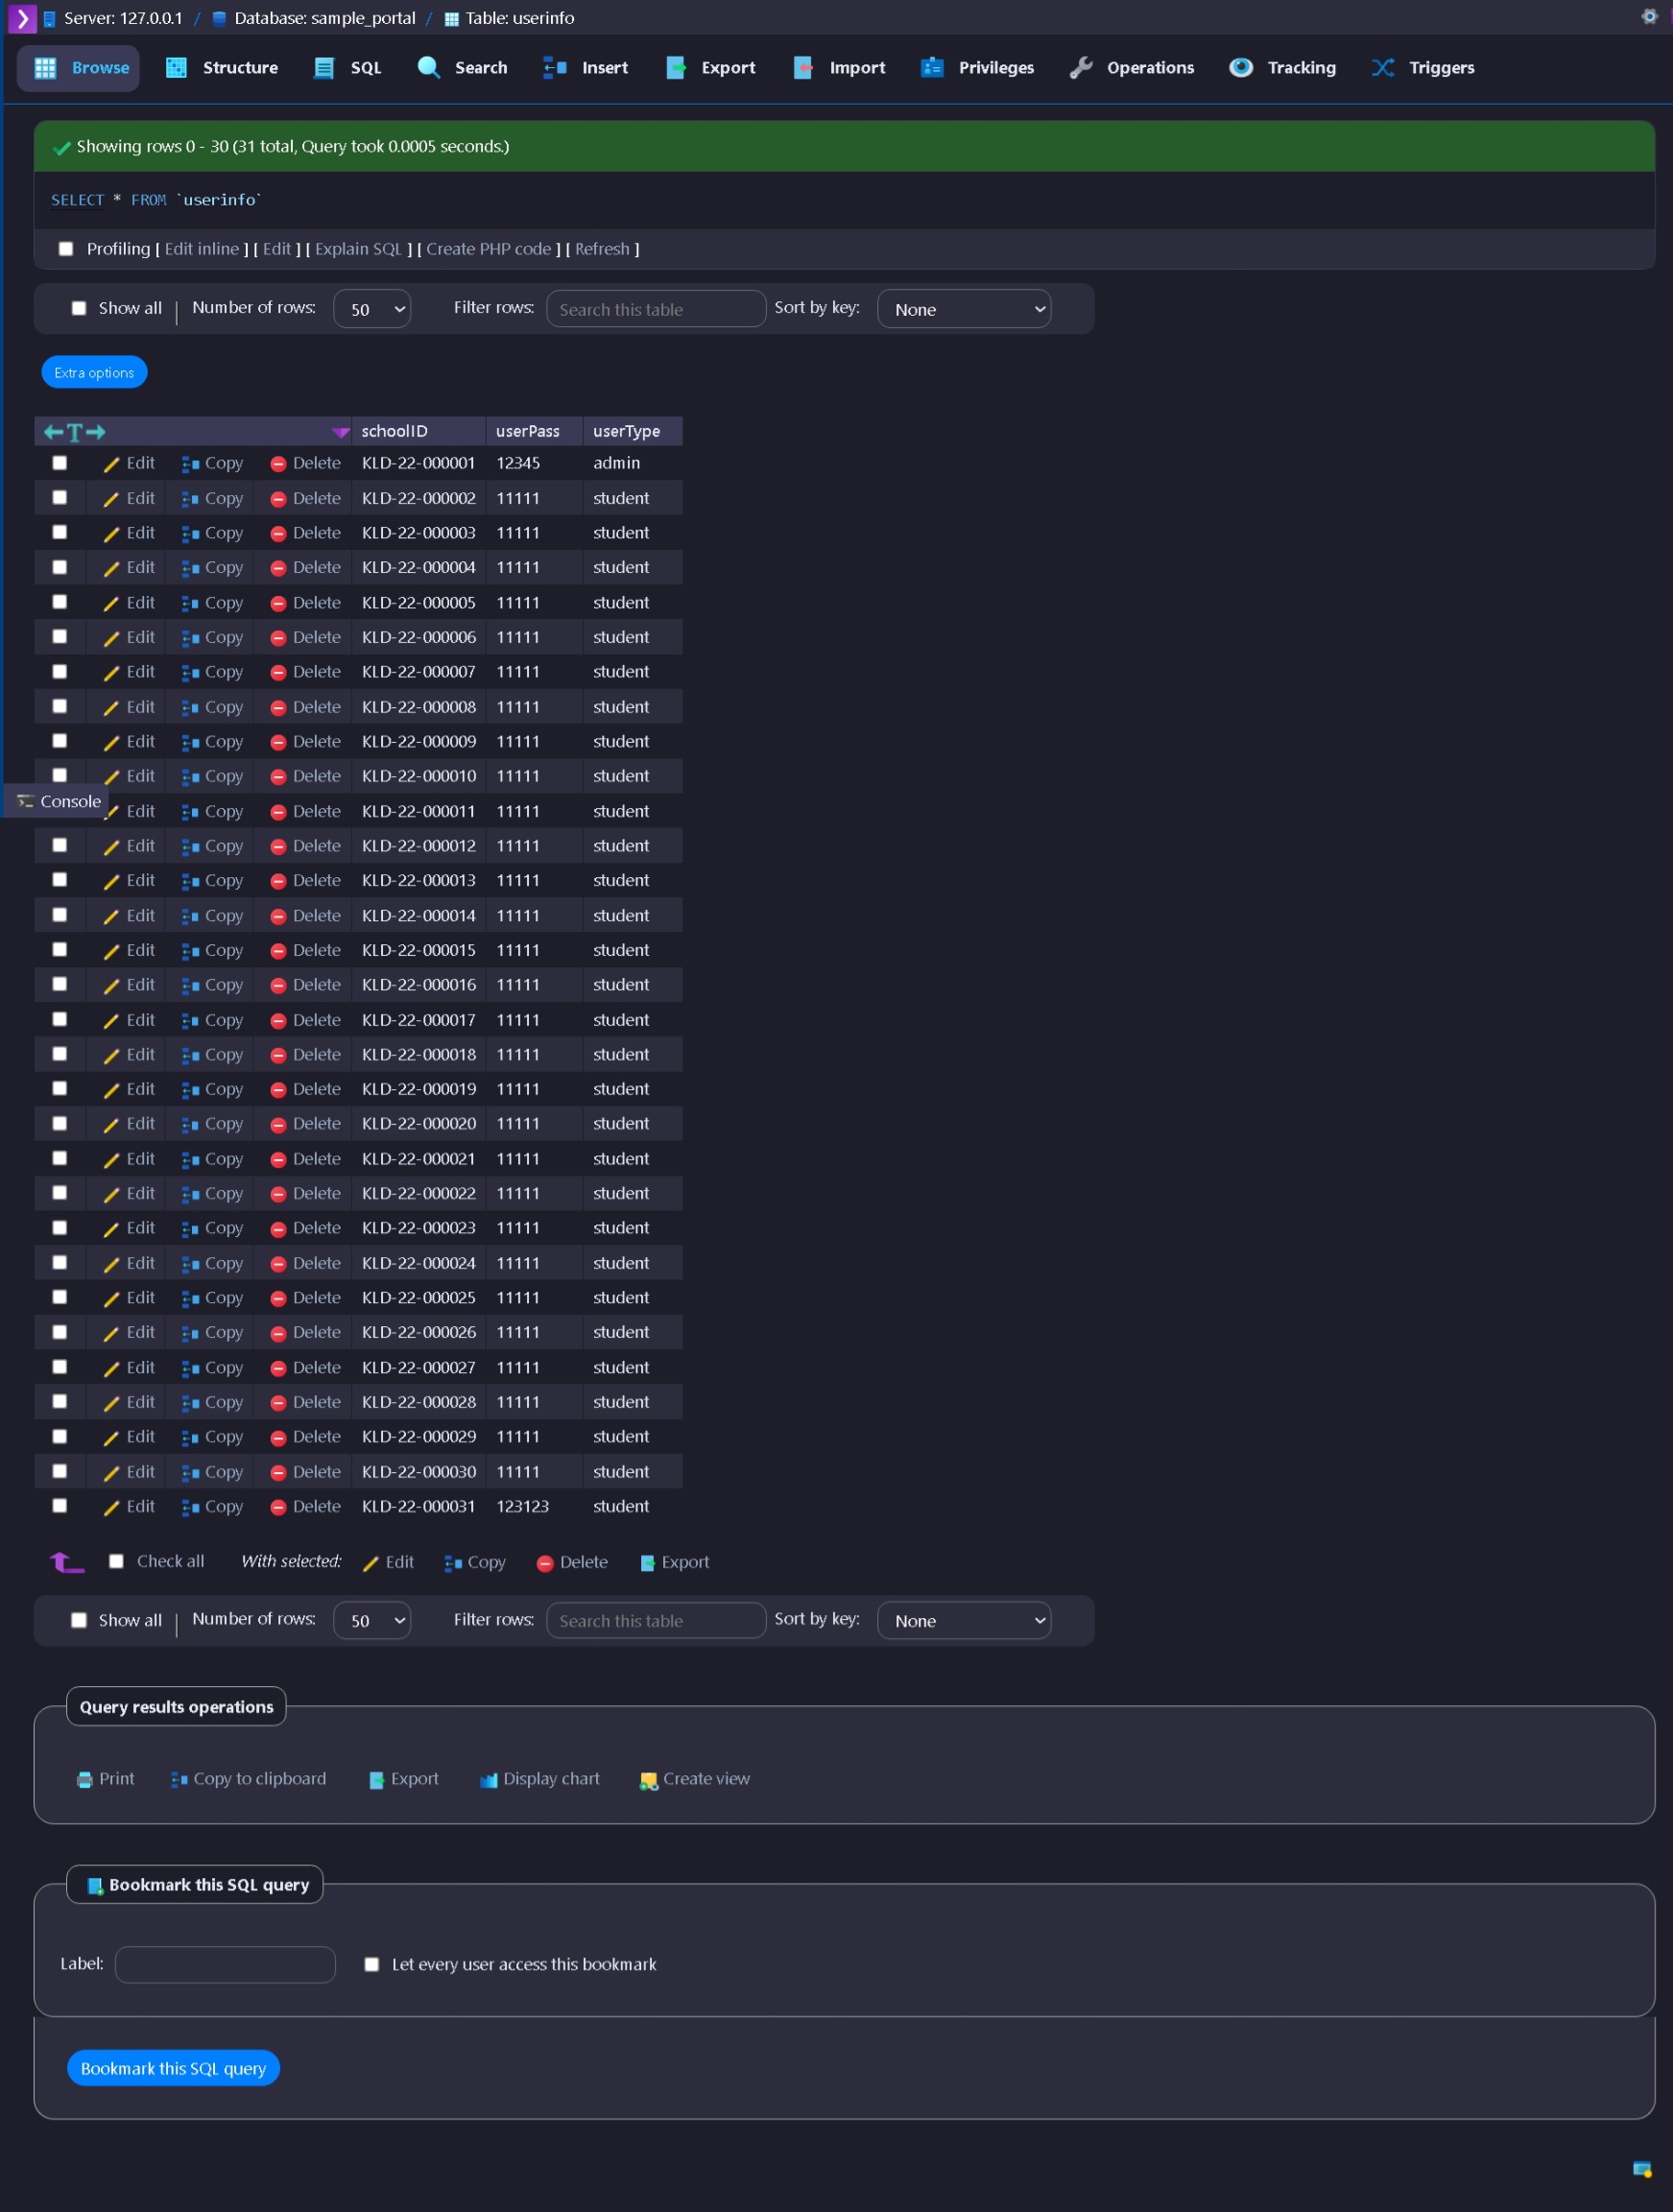 Server: 127.0.0.1 / Database: sample_portal / Table: userinfo
Browse Structure SQL Search Insert Export Import Privileges Operations Tracking Triggers
Showing rows 0 - 30 (31 total, Query took 0.0005 seconds.)
SELECT * FROM `userinfo`
Profiling [ Edit inline ] [ Edit ] [ Explain SQL ] [ Create PHP code ] [ Refresh ]
Show all | Number of rows: 50 Filter rows: Search this table Sort by key: None
Extra options
←T→ schoolID userPass userType
Edit Copy Delete KLD-22-000001 12345 admin
Edit Copy Delete KLD-22-000002 11111 student
Edit Copy Delete KLD-22-000003 11111 student
Edit Copy Delete KLD-22-000004 11111 student
Edit Copy Delete KLD-22-000005 11111 student
Edit Copy Delete KLD-22-000006 11111 student
Edit Copy Delete KLD-22-000007 11111 student
Edit Copy Delete KLD-22-000008 11111 student
Edit Copy Delete KLD-22-000009 11111 student
Edit Copy Delete KLD-22-000010 11111 student
Console
Edit Copy Delete KLD-22-000011 11111 student
Edit Copy Delete KLD-22-000012 11111 student
Edit Copy Delete KLD-22-000013 11111 student
Edit Copy Delete KLD-22-000014 11111 student
Edit Copy Delete KLD-22-000015 11111 student
Edit Copy Delete KLD-22-000016 11111 student
Edit Copy Delete KLD-22-000017 11111 student
Edit Copy Delete KLD-22-000018 11111 student
Edit Copy Delete KLD-22-000019 11111 student
Edit Copy Delete KLD-22-000020 11111 student
Edit Copy Delete KLD-22-000021 11111 student
Edit Copy Delete KLD-22-000022 11111 student
Edit Copy Delete KLD-22-000023 11111 student
Edit Copy Delete KLD-22-000024 11111 student
Edit Copy Delete KLD-22-000025 11111 student
Edit Copy Delete KLD-22-000026 11111 student
Edit Copy Delete KLD-22-000027 11111 student
Edit Copy Delete KLD-22-000028 11111 student
Edit Copy Delete KLD-22-000029 11111 student
Edit Copy Delete KLD-22-000030 11111 student
Edit Copy Delete KLD-22-000031 123123 student
Check all With selected: Edit Copy Delete Export
Show all | Number of rows: 50 Filter rows: Search this table Sort by key: None
Query results operations
Print Copy to clipboard Export Display chart Create view
Bookmark this SQL query
Label: Let every user access this bookmark
Bookmark this SQL query